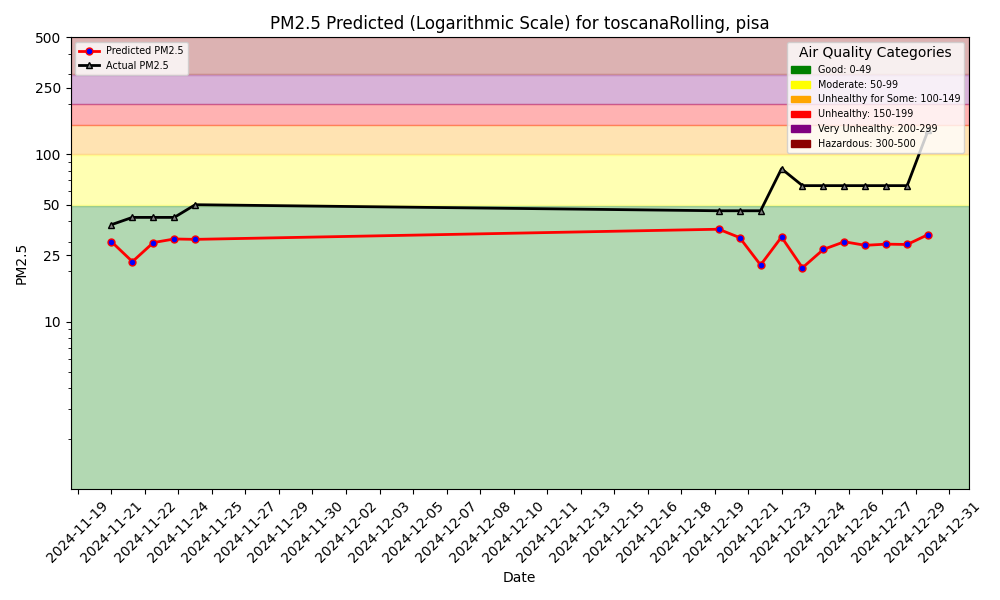 PM2.5 Predicted (Logarithmic Scale) for toscanaRolling, pisa
Predicted PM2.5
Actual PM2.5
Air Quality Categories
Good: 0-49
Moderate: 50-99
Unhealthy for Some: 100-149
Unhealthy: 150-199
Very Unhealthy: 200-299
Hazardous: 300-500
500
250
100
50
25
10
PM2.5
2024-11-19
2024-11-21
2024-11-22
2024-11-24
2024-11-25
2024-11-27
2024-11-29
2024-11-30
2024-12-02
2024-12-03
2024-12-05
2024-12-07
2024-12-08
2024-12-10
2024-12-11
2024-12-13
2024-12-15
2024-12-16
2024-12-18
2024-12-19
2024-12-21
2024-12-23
2024-12-24
2024-12-26
2024-12-27
2024-12-29
2024-12-31
Date